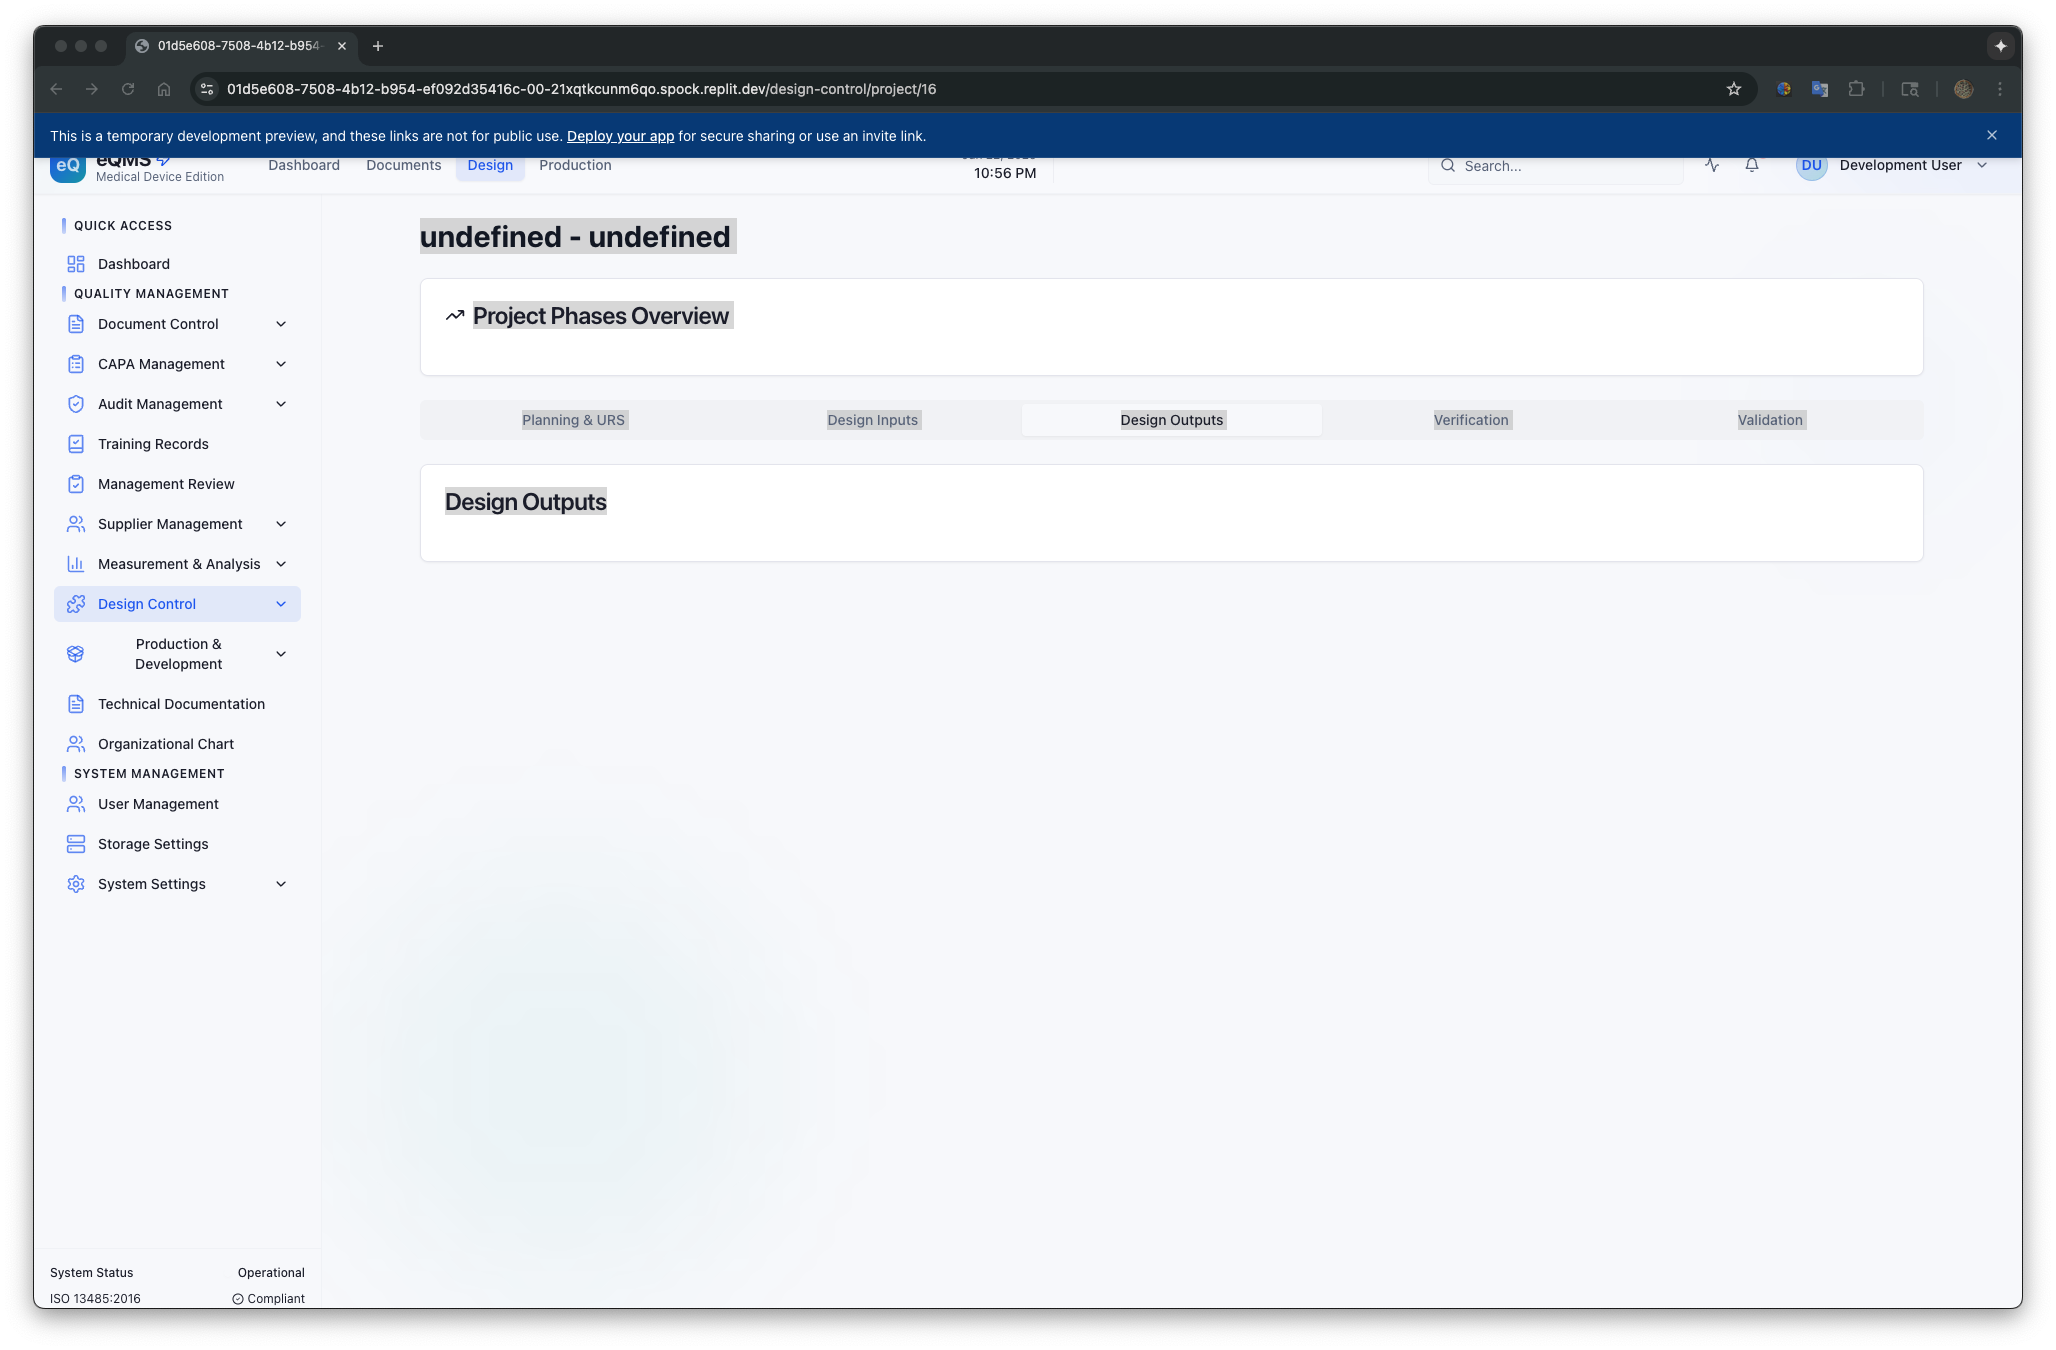 01d5e608-7508-4b12-b954-
01d5e608-7508-4b12-b954-ef092d35416c-00-21xqtkcunm6qo.spock.replit.dev/design-control/project/16
This is a temporary development preview, and these links are not for public use. Deploy your app for secure sharing or use an invite link.
eQ
eQMS
Medical Device Edition
Dashboard
Documents
Design
Production
10:56 PM
Search...
DU
Development User
QUICK ACCESS
Dashboard
QUALITY MANAGEMENT
Document Control
CAPA Management
Audit Management
Training Records
Management Review
Supplier Management
Measurement & Analysis
Design Control
Production &
Development
Technical Documentation
Organizational Chart
SYSTEM MANAGEMENT
User Management
Storage Settings
System Settings
System Status
Operational
ISO 13485:2016
Compliant
undefined - undefined
Project Phases Overview
Planning & URS
Design Inputs
Design Outputs
Verification
Validation
Design Outputs